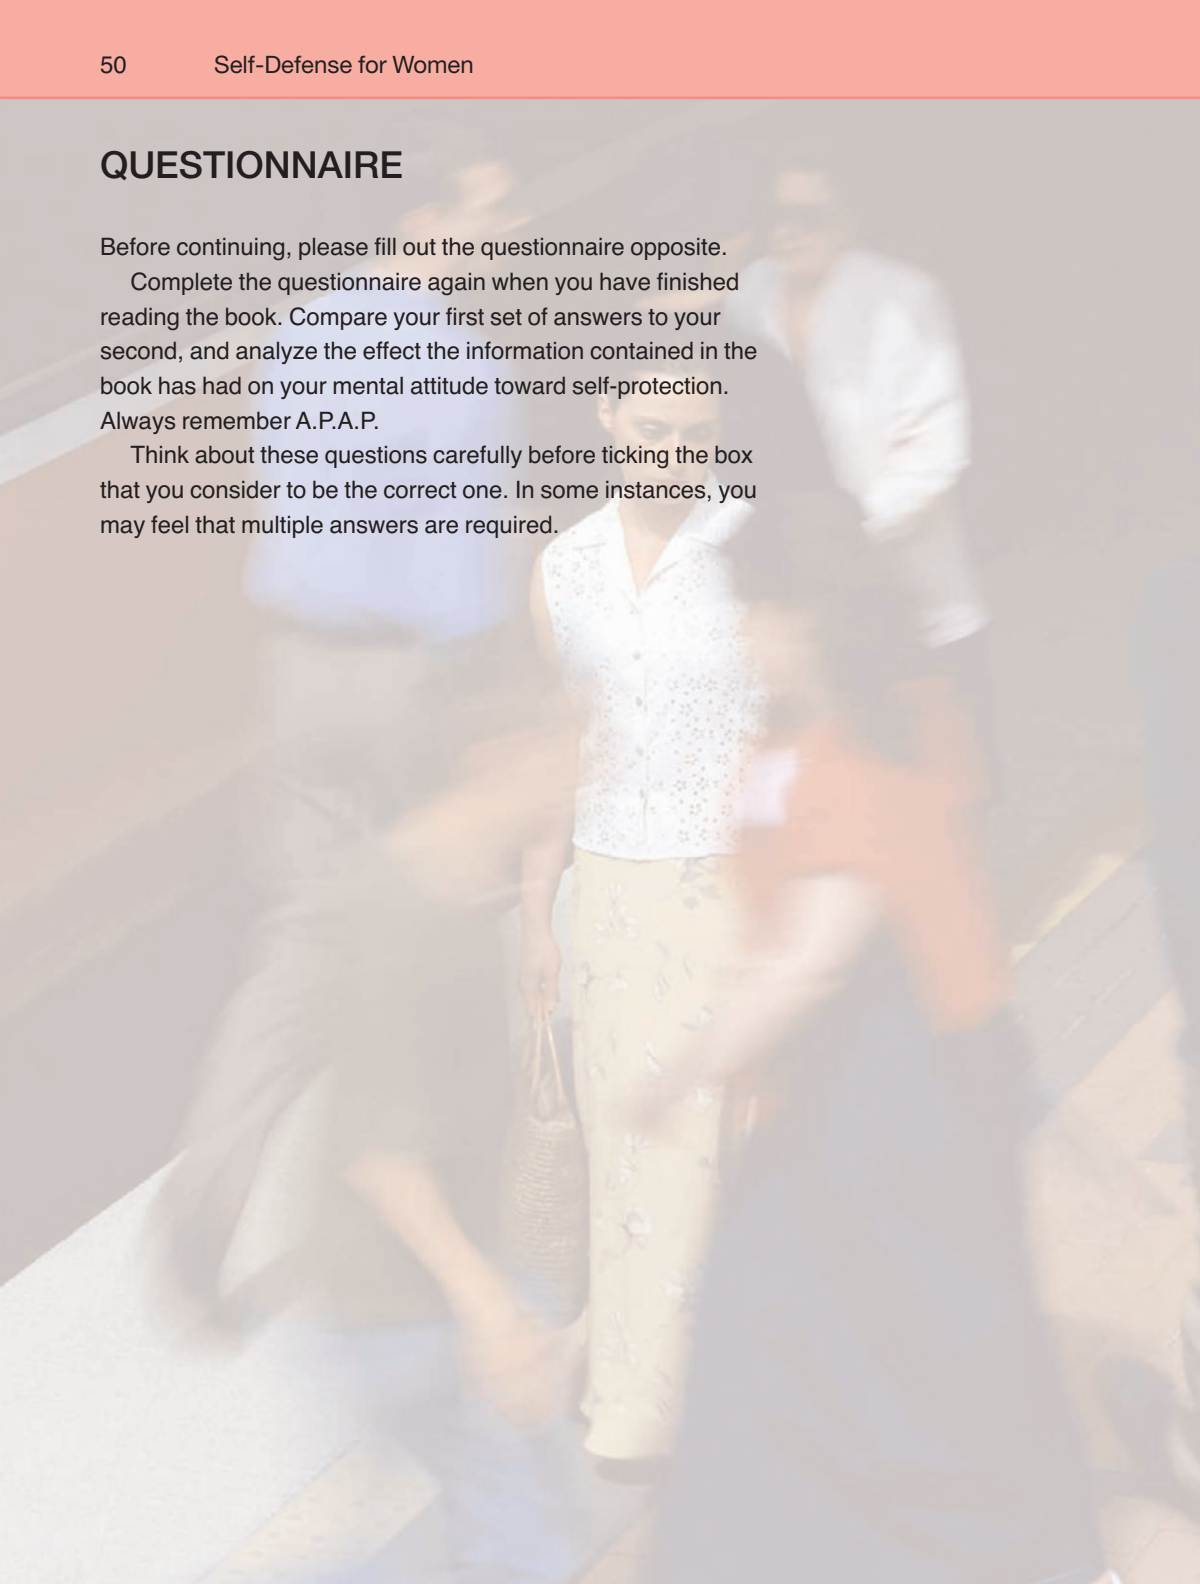 50 Self-Defense for Women
QUESTIONNAIRE
Before continuing, please fill out the questionnaire opposite.
Complete the questionnaire again when you have finished
reading the book. Compare your first set of answers to your
second, and analyze the effect the information contained in the
book has had on your mental attitude toward self-protection.
Always remember A.P.A.P.
Think about these questions carefully before ticking the box
that you consider to be the correct one. In some instances, you
may feel that multiple answers are required.